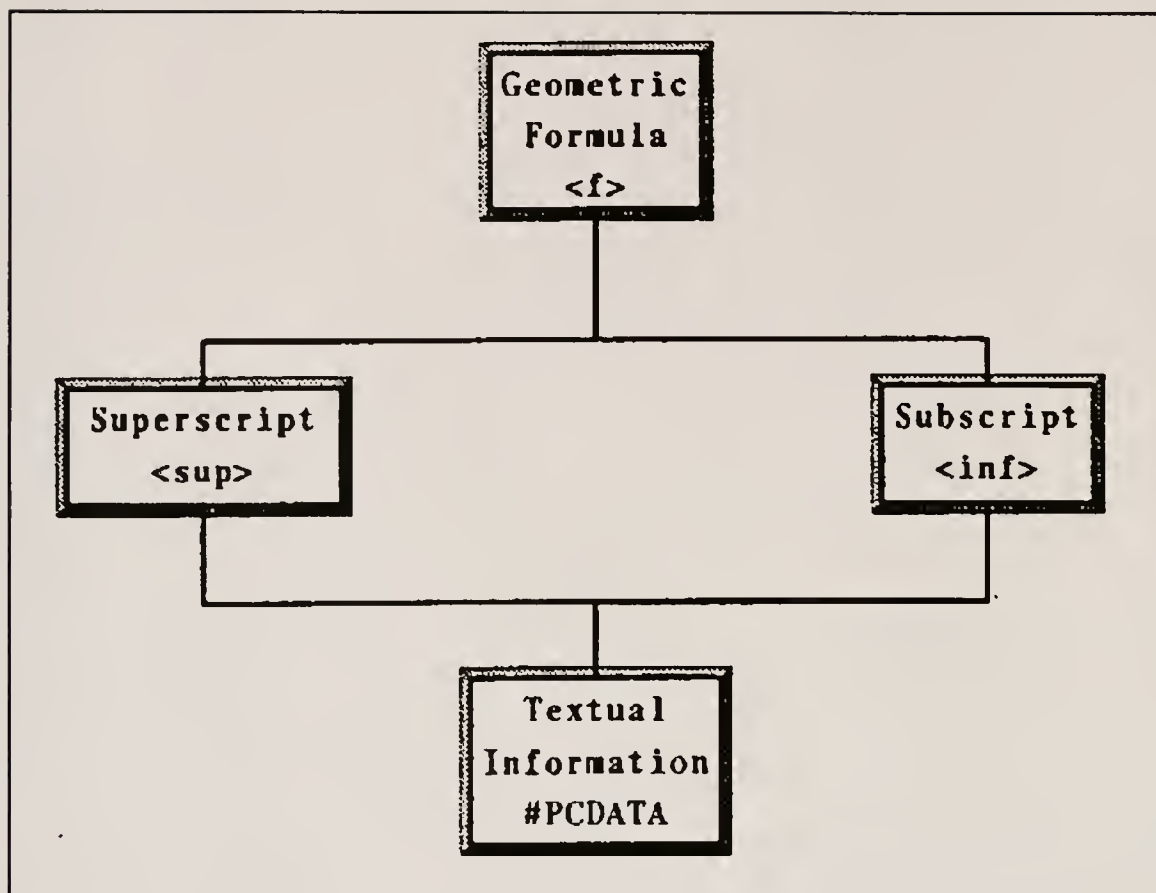 Geometric
Formula
<f>
Superscript
<sup>
Subscript
<inf>
Textual
Information
#PCDATA